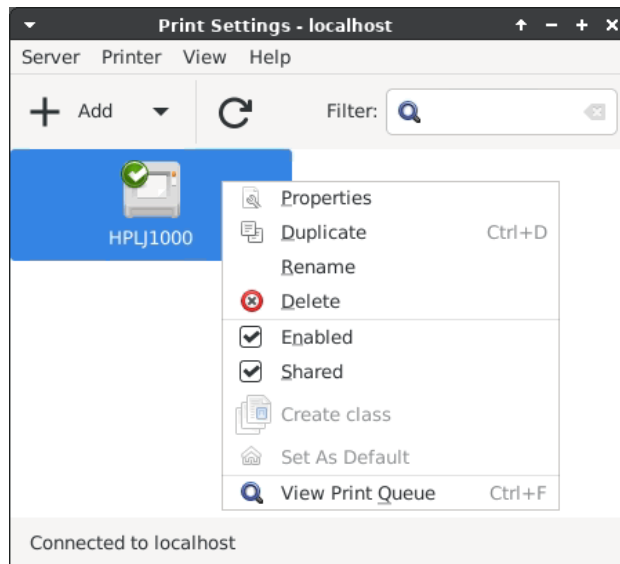 Print Settings - localhost
Server Printer View Help
Add Filter:
HPLJ1000
Properties
Duplicate Ctrl+D
Rename
Delete
Enabled
Shared
Create class
Set As Default
View Print Queue Ctrl+F
Connected to localhost